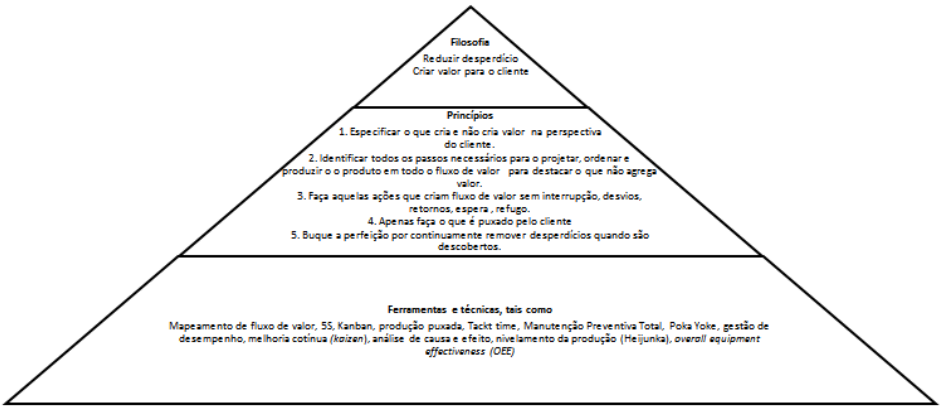 Filosofia
Reduzir desperdício
Criar valor para o cliente
Princípios
1. Especificar o que cria e não cria valor na perspectiva
do cliente.
2. Identificar todos os passos necessários para o projetar, ordenar e
produzir o o produto em todo o fluxo de valor para destacar o que não agrega
valor.
3. Faça aquelas ações que criam fluxo de valor sem interrupção, desvios,
retornos, espera , refugo.
4. Apenas faça o que é puxado pelo cliente
5. Buque a perfeição por continuamente remover desperdícios quando são
descobertos.
Ferramentas e técnicas, tais como
Mapeamento de fluxo de valor, 5S, Kanban, produção puxada, Tackt time, Manutenção Preventiva Total, Poka Yoke, gestão de
desempenho, melhoria cotínua (kaizen), análise de causa e efeito, nivelamento da produção (Heijunka), overall equipment
effectiveness (OEE)